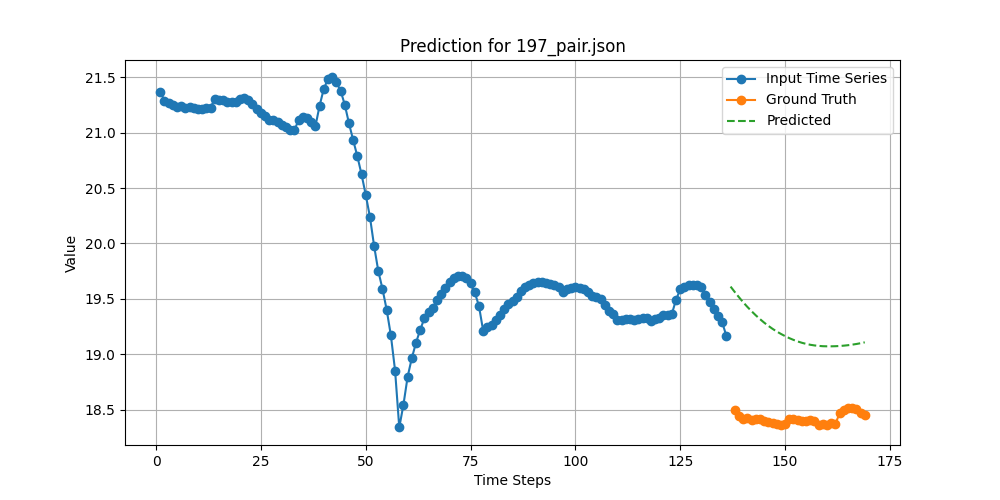 Prediction for 197_pair.json
Input Time Series
Ground Truth
Predicted
Value
21.5
21.0
20.5
20.0
19.5
19.0
18.5
0 25 50 75 100 125 150 175
Time Steps